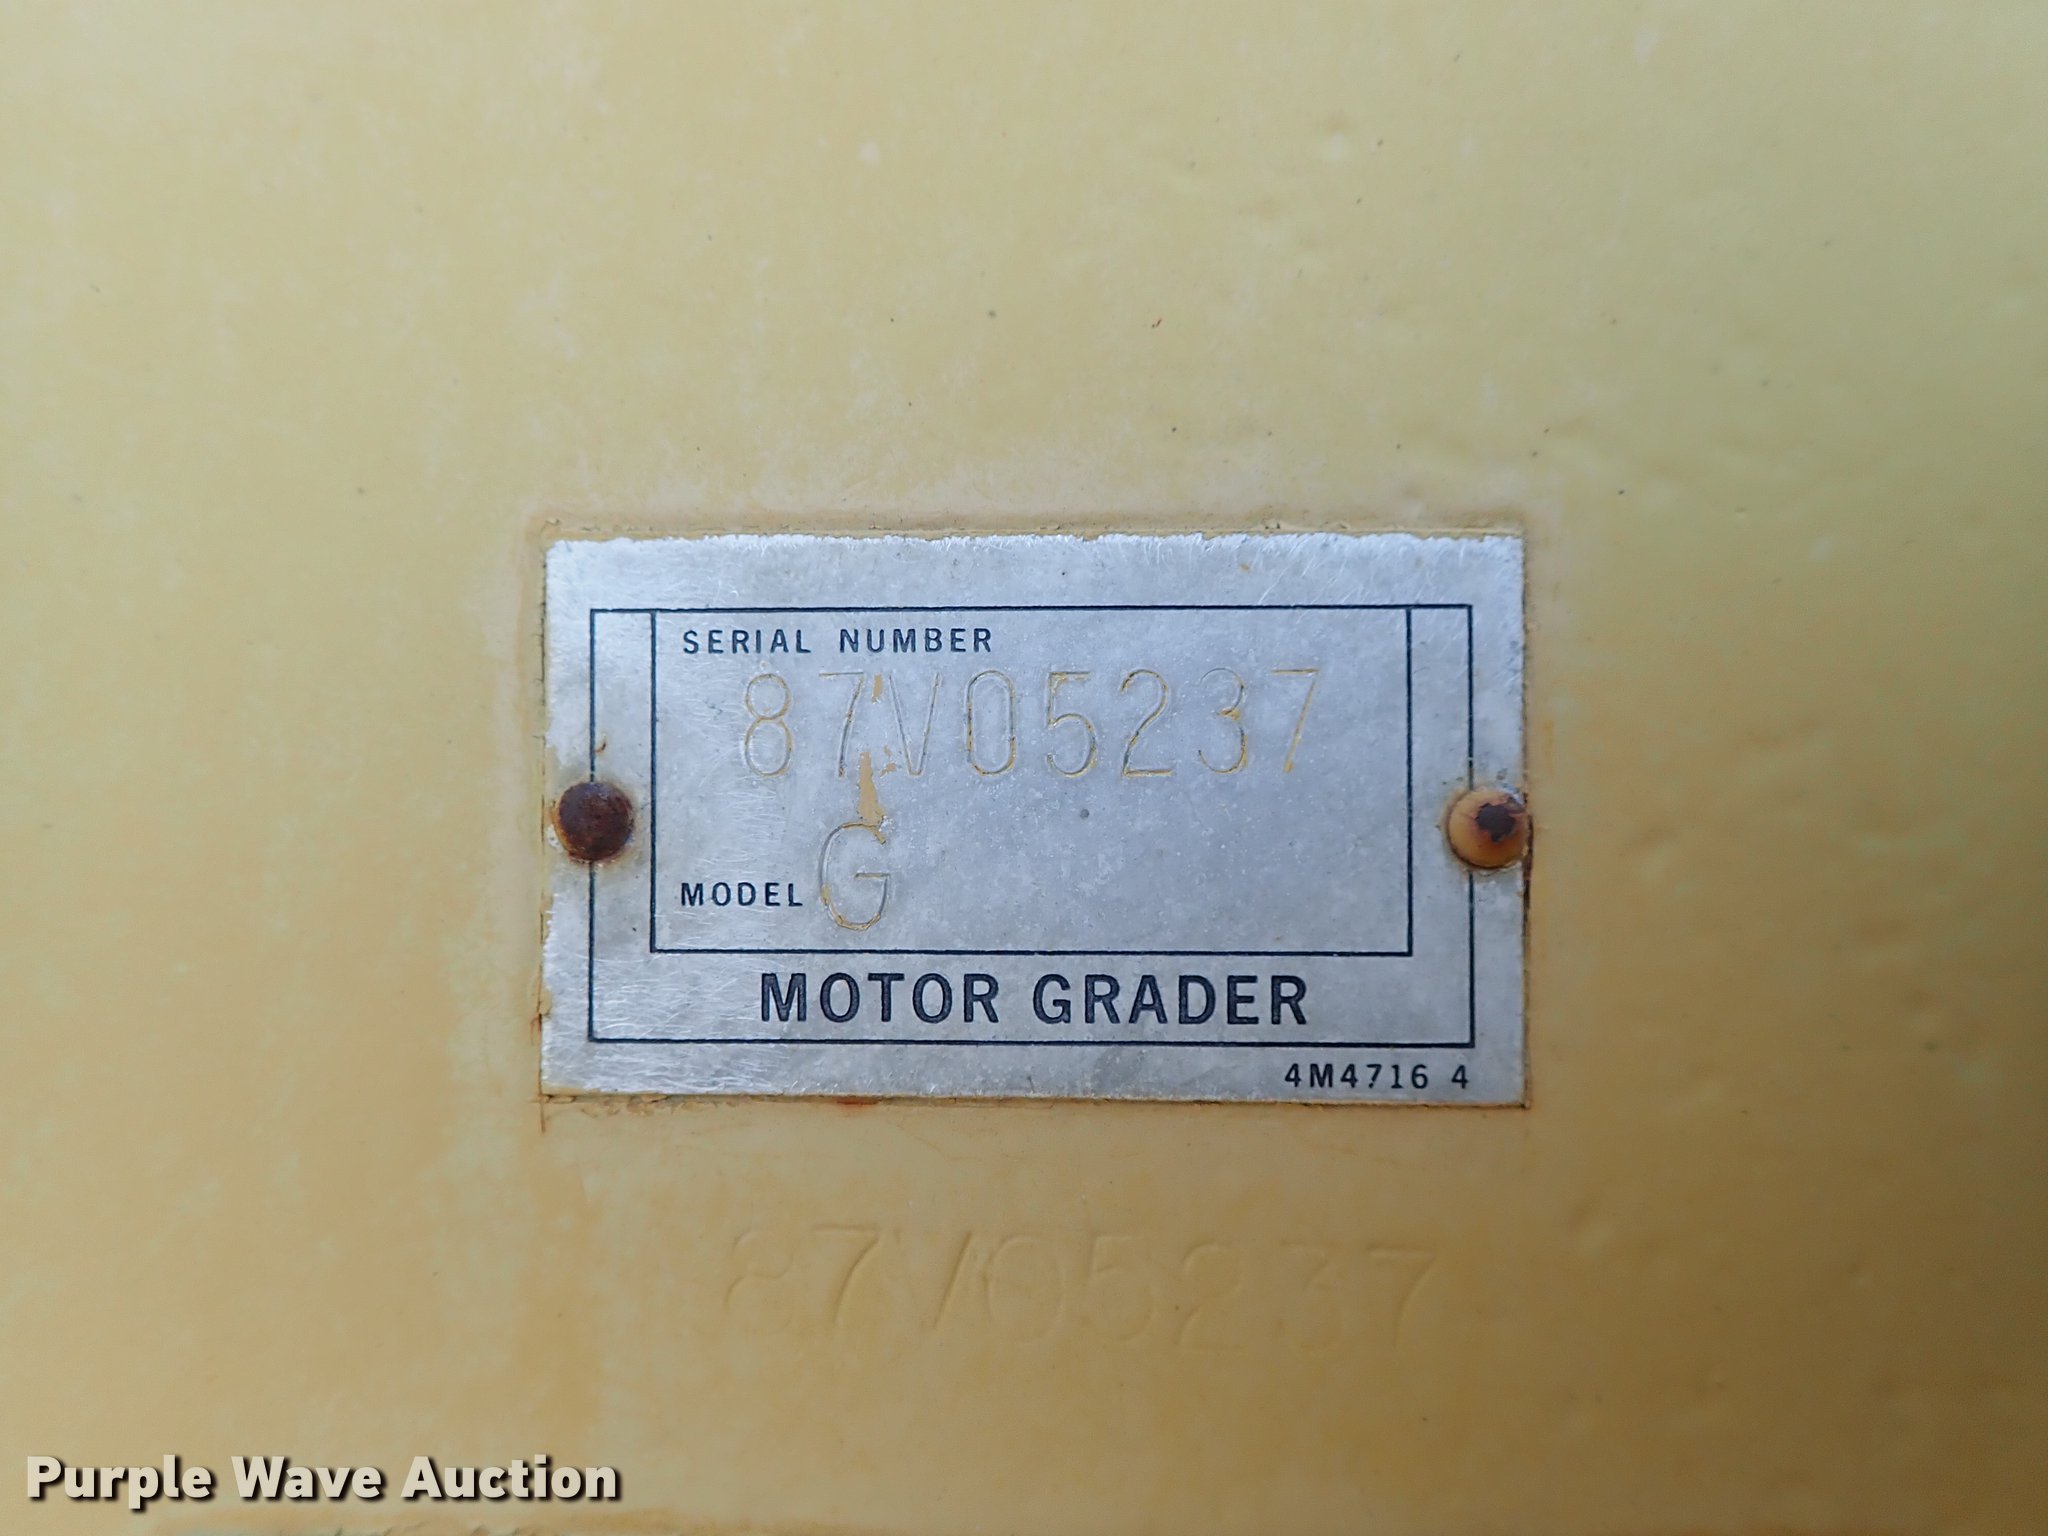 SERIAL NUMBER
87V05237
MODEL G
MOTOR GRADER
4M4716 4
87V05237
Purple Wave Auction